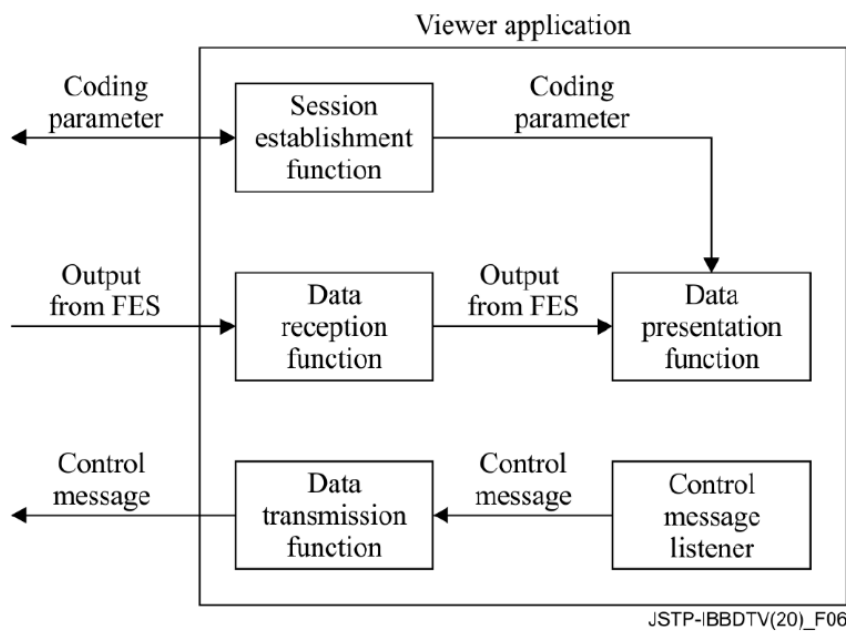 Viewer application
Coding
parameter
Session
establishment
function
Coding
parameter
Output
from FES
Data
reception
function
Output
from FES
Data
presentation
function
Control
message
Data
transmission
function
Control
message
Control
message
listener
JSTP-IBBDTV(20)_F06